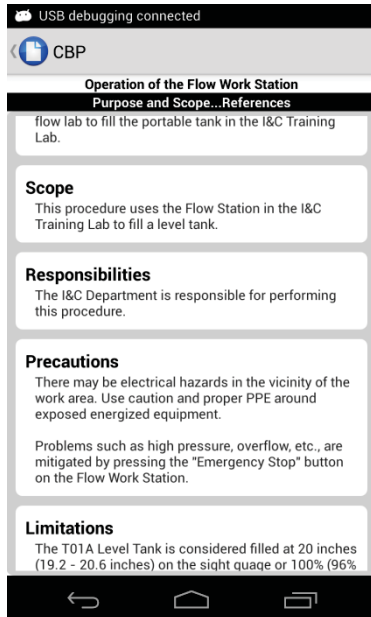 USB debugging connected
CBP
Operation of the Flow Work Station
Purpose and Scope...References
flow lab to fill the portable tank in the I&C Training
Lab.
Scope
This procedure uses the Flow Station in the I&C
Training Lab to fill a level tank.
Responsibilities
The I&C Department is responsible for performing
this procedure.
Precautions
There may be electrical hazards in the vicinity of the
work area. Use caution and proper PPE around
exposed energized equipment.
Problems such as high pressure, overflow, etc., are
mitigated by pressing the "Emergency Stop" button
on the Flow Work Station.
Limitations
The T01A Level Tank is considered filled at 20 inches
(19.2 - 20.6 inches) on the sight guage or 100% (96%